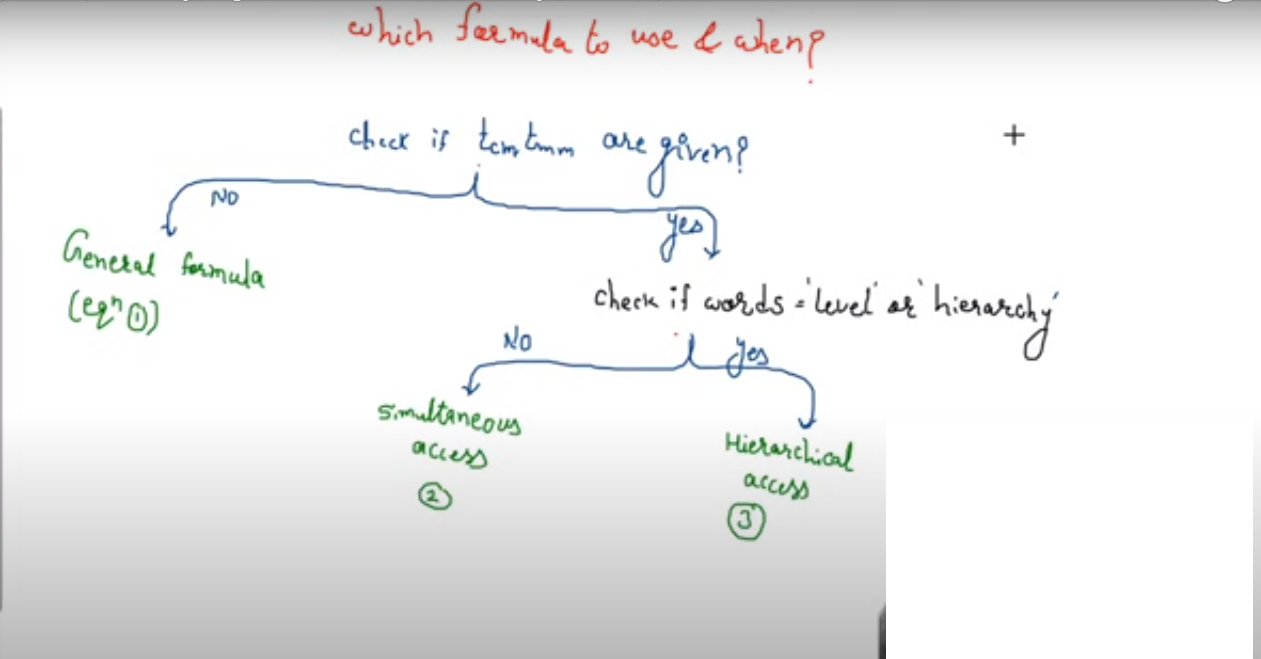 which formula to use & when?
check if tcm, tmm are given?
NO
yes
General formula
(eqⁿ ①)
check if words = 'level' or 'hierarchy'
NO
yes
Simultaneous
access
②
Hierarchical
access
③